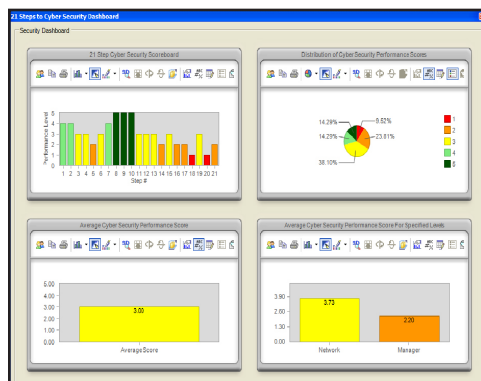 21 Steps to Cyber Security Dashboard
Security Dashboard
21 Step Cyber Security Scoreboard
Performance Level
5
4
3
2
1
0
1 2 3 4 5 6 7 8 9 10 11 12 13 14 15 16 17 18 19 20 21
Step #
Distribution of Cyber Security Performance Scores
14.29%
9.52%
14.29%
23.81%
38.10%
1
2
3
4
5
Average Cyber Security Performance Score
5.00
4.00
3.00
2.00
1.00
0.00
3.00
Average Score
Average Cyber Security Performance Score For Specified Levels
3.90
2.60
1.30
0.00
3.73
2.20
Network
Manager